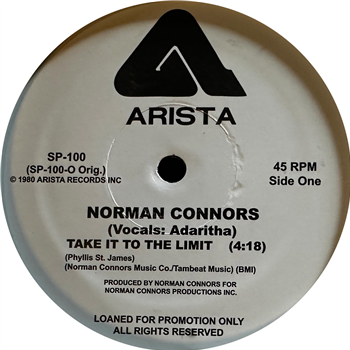 ARISTA
SP-100
(SP-100-O Orig.)
© 1980 ARISTA RECORDS INC
45 RPM
Side One
NORMAN CONNORS
(Vocals: Adaritha)
TAKE IT TO THE LIMIT (4:18)
(Phyllis St. James)
(Norman Connors Music Co./Tambeat Music) (BMI)
PRODUCED BY NORMAN CONNORS FOR
NORMAN CONNORS PRODUCTIONS INC.
LOANED FOR PROMOTION ONLY
ALL RIGHTS RESERVED